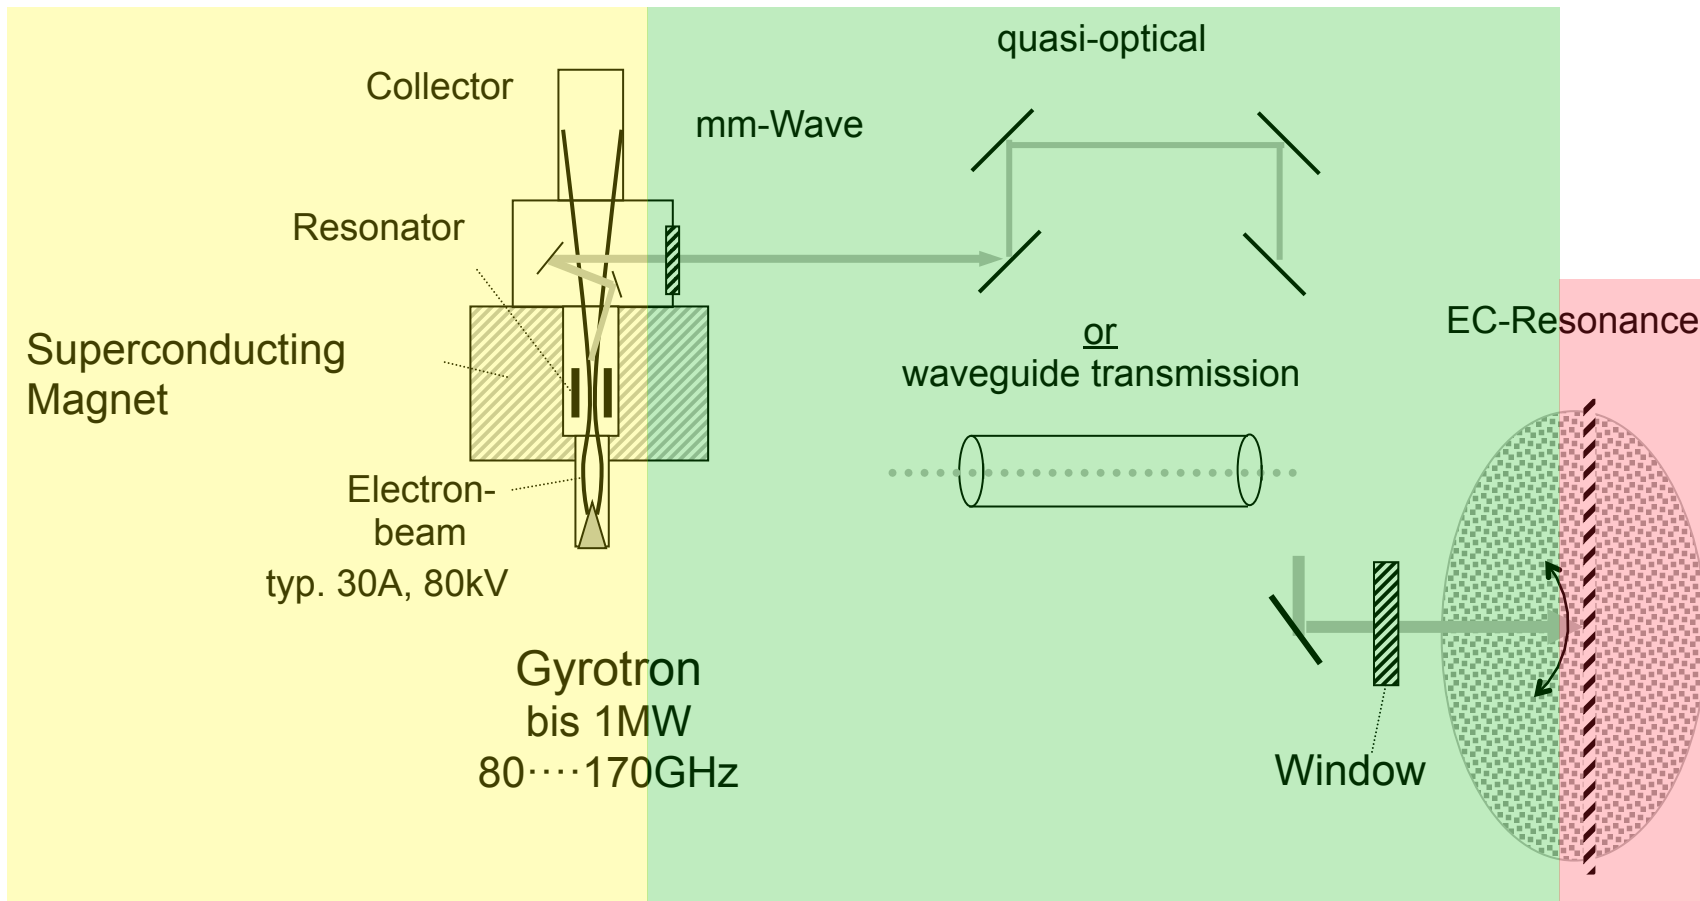 quasi-optical
Collector
mm-Wave
Resonator
EC-Resonance
or
Superconducting
Magnet
waveguide transmission
Electron-
beam
typ. 30A, 80kV
Gyrotron
bis 1MW
80····170GHz
Window